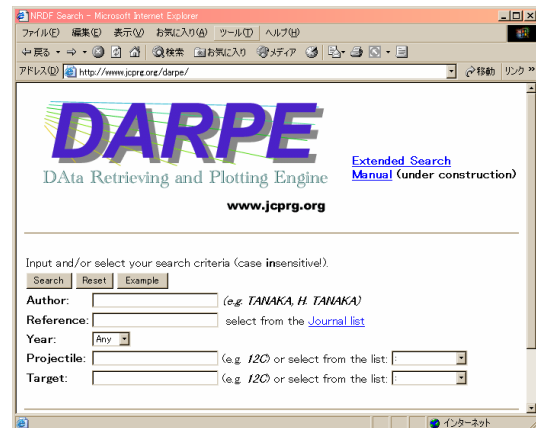 NRDF Search - Microsoft Internet Explorer
ファイル(F) 編集(E) 表示(V) お気に入り(A) ツール(T) ヘルプ(H)
戻る 検索 お気に入り メディア
アドレス(D) http://www.jcprg.org/darpe/ 移動 リンク »
DARPE
DAta Retrieving and Plotting Engine
www.jcprg.org
Extended Search
Manual (under construction)
Input and/or select your search criteria (case insensitive!).
Search Reset Example
Author: (e.g. TANAKA, H. TANAKA)
Reference: select from the Journal list
Year: Any
Projectile: (e.g. 12C) or select from the list: :
Target: (e.g. 12C) or select from the list: :
インターネット